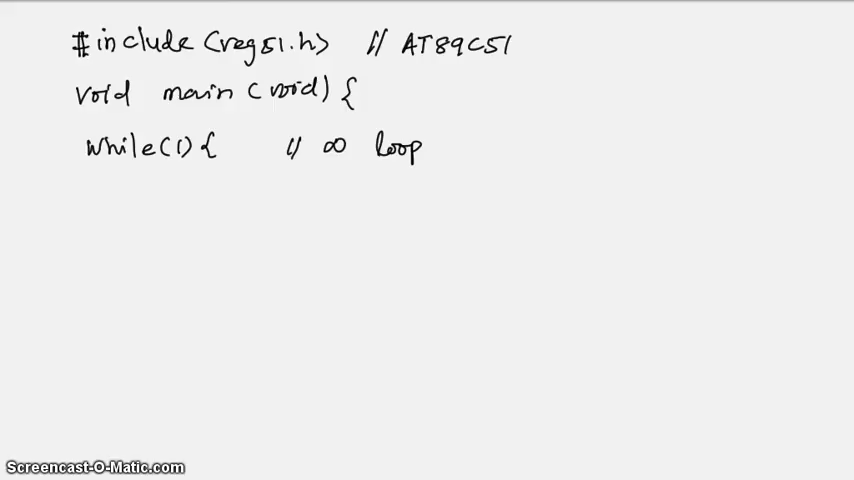 #include <reg51.h> // AT89C51
void main (void) {
while(1){ // ∞ loop
Screencast-O-Matic.com